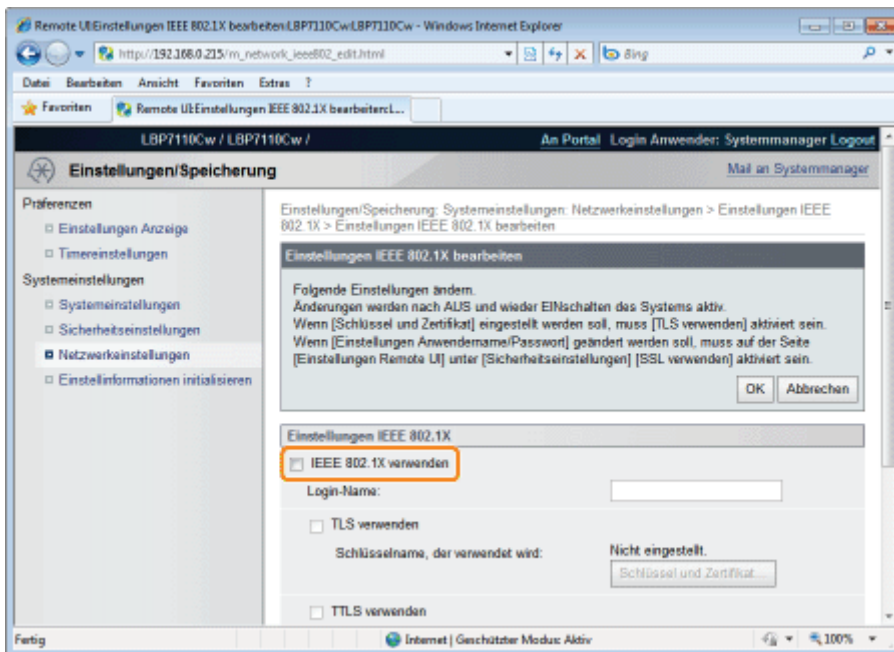 Remote UI:Einstellungen IEEE 802.1X bearbeiten:LBP7110Cw:LBP7110Cw - Windows Internet Explorer
http://192.168.0.215/m_network_ieee802_edit.html
Bing
Datei Bearbeiten Ansicht Favoriten Extras ?
Favoriten
Remote UI:Einstellungen IEEE 802.1X bearbeiten:L...
LBP7110Cw / LBP7110Cw /
An Portal Login Anwender: Systemmanager Logout
Einstellungen/Speicherung
Mail an Systemmanager
Präferenzen
Einstellungen Anzeige
Timereinstellungen
Systemeinstellungen
Systemeinstellungen
Sicherheitseinstellungen
Netzwerkeinstellungen
Einstellinformationen initialisieren
Einstellungen/Speicherung: Systemeinstellungen: Netzwerkeinstellungen > Einstellungen IEEE
802.1X > Einstellungen IEEE 802.1X bearbeiten
Einstellungen IEEE 802.1X bearbeiten
Folgende Einstellungen ändern.
Änderungen werden nach AUS und wieder EINschalten des Systems aktiv.
Wenn [Schlüssel und Zertifikat] eingestellt werden soll, muss [TLS verwenden] aktiviert sein.
Wenn [Einstellungen Anwendername/Passwort] geändert werden soll, muss auf der Seite
[Einstellungen Remote UI] unter [Sicherheitseinstellungen] [SSL verwenden] aktiviert sein.
OK Abbrechen
Einstellungen IEEE 802.1X
IEEE 802.1X verwenden
Login-Name:
TLS verwenden
Schlüsselname, der verwendet wird:
Nicht eingestellt.
Schlüssel und Zertifikat...
TTLS verwenden
Fertig
Internet | Geschützter Modus: Aktiv
100%